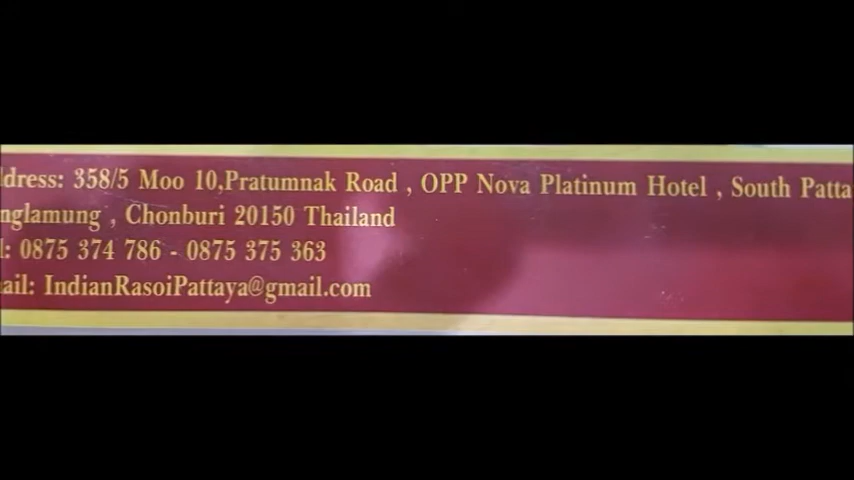 dress: 358/5 Moo 10,Pratumnak Road , OPP Nova Platinum Hotel , South Patta
nglamung , Chonburi 20150 Thailand
l: 0875 374 786 - 0875 375 363
ail: IndianRasoiPattaya@gmail.com